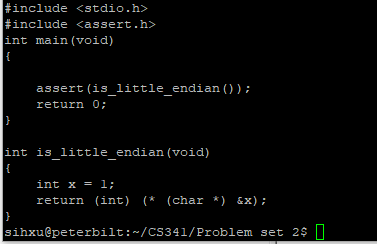 #include <stdio.h>
#include <assert.h>
int main(void)
{
    assert(is_little_endian());
    return 0;
}
int is_little_endian(void)
{
    int x = 1;
    return (int) (* (char *) &x);
}
sihxu@peterbilt:~/CS341/Problem set 2$